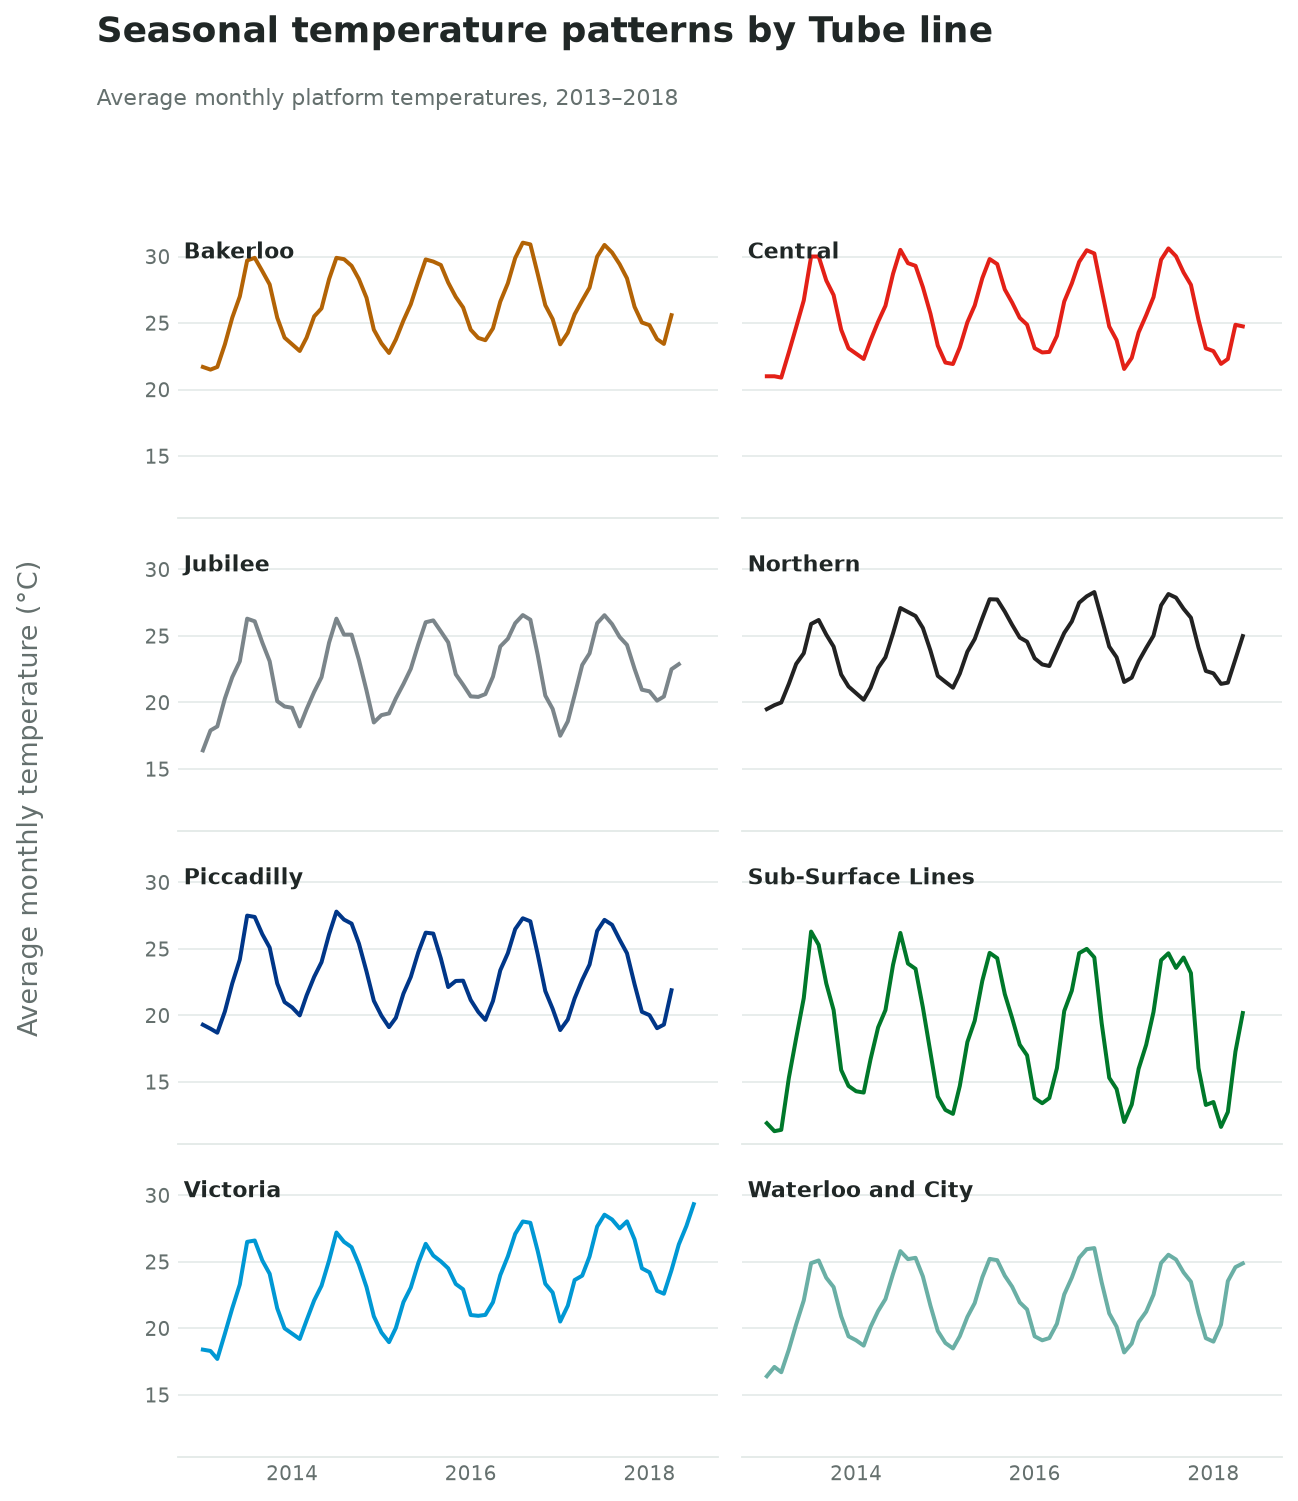 Seasonal temperature patterns by Tube line
Average monthly platform temperatures, 2013–2018
Average monthly temperature (°C)
Bakerloo
30
25
20
15
Central
Jubilee
30
25
20
15
Northern
Piccadilly
30
25
20
15
Sub-Surface Lines
Victoria
30
25
20
15
Waterloo and City
2014 2016 2018
2014 2016 2018